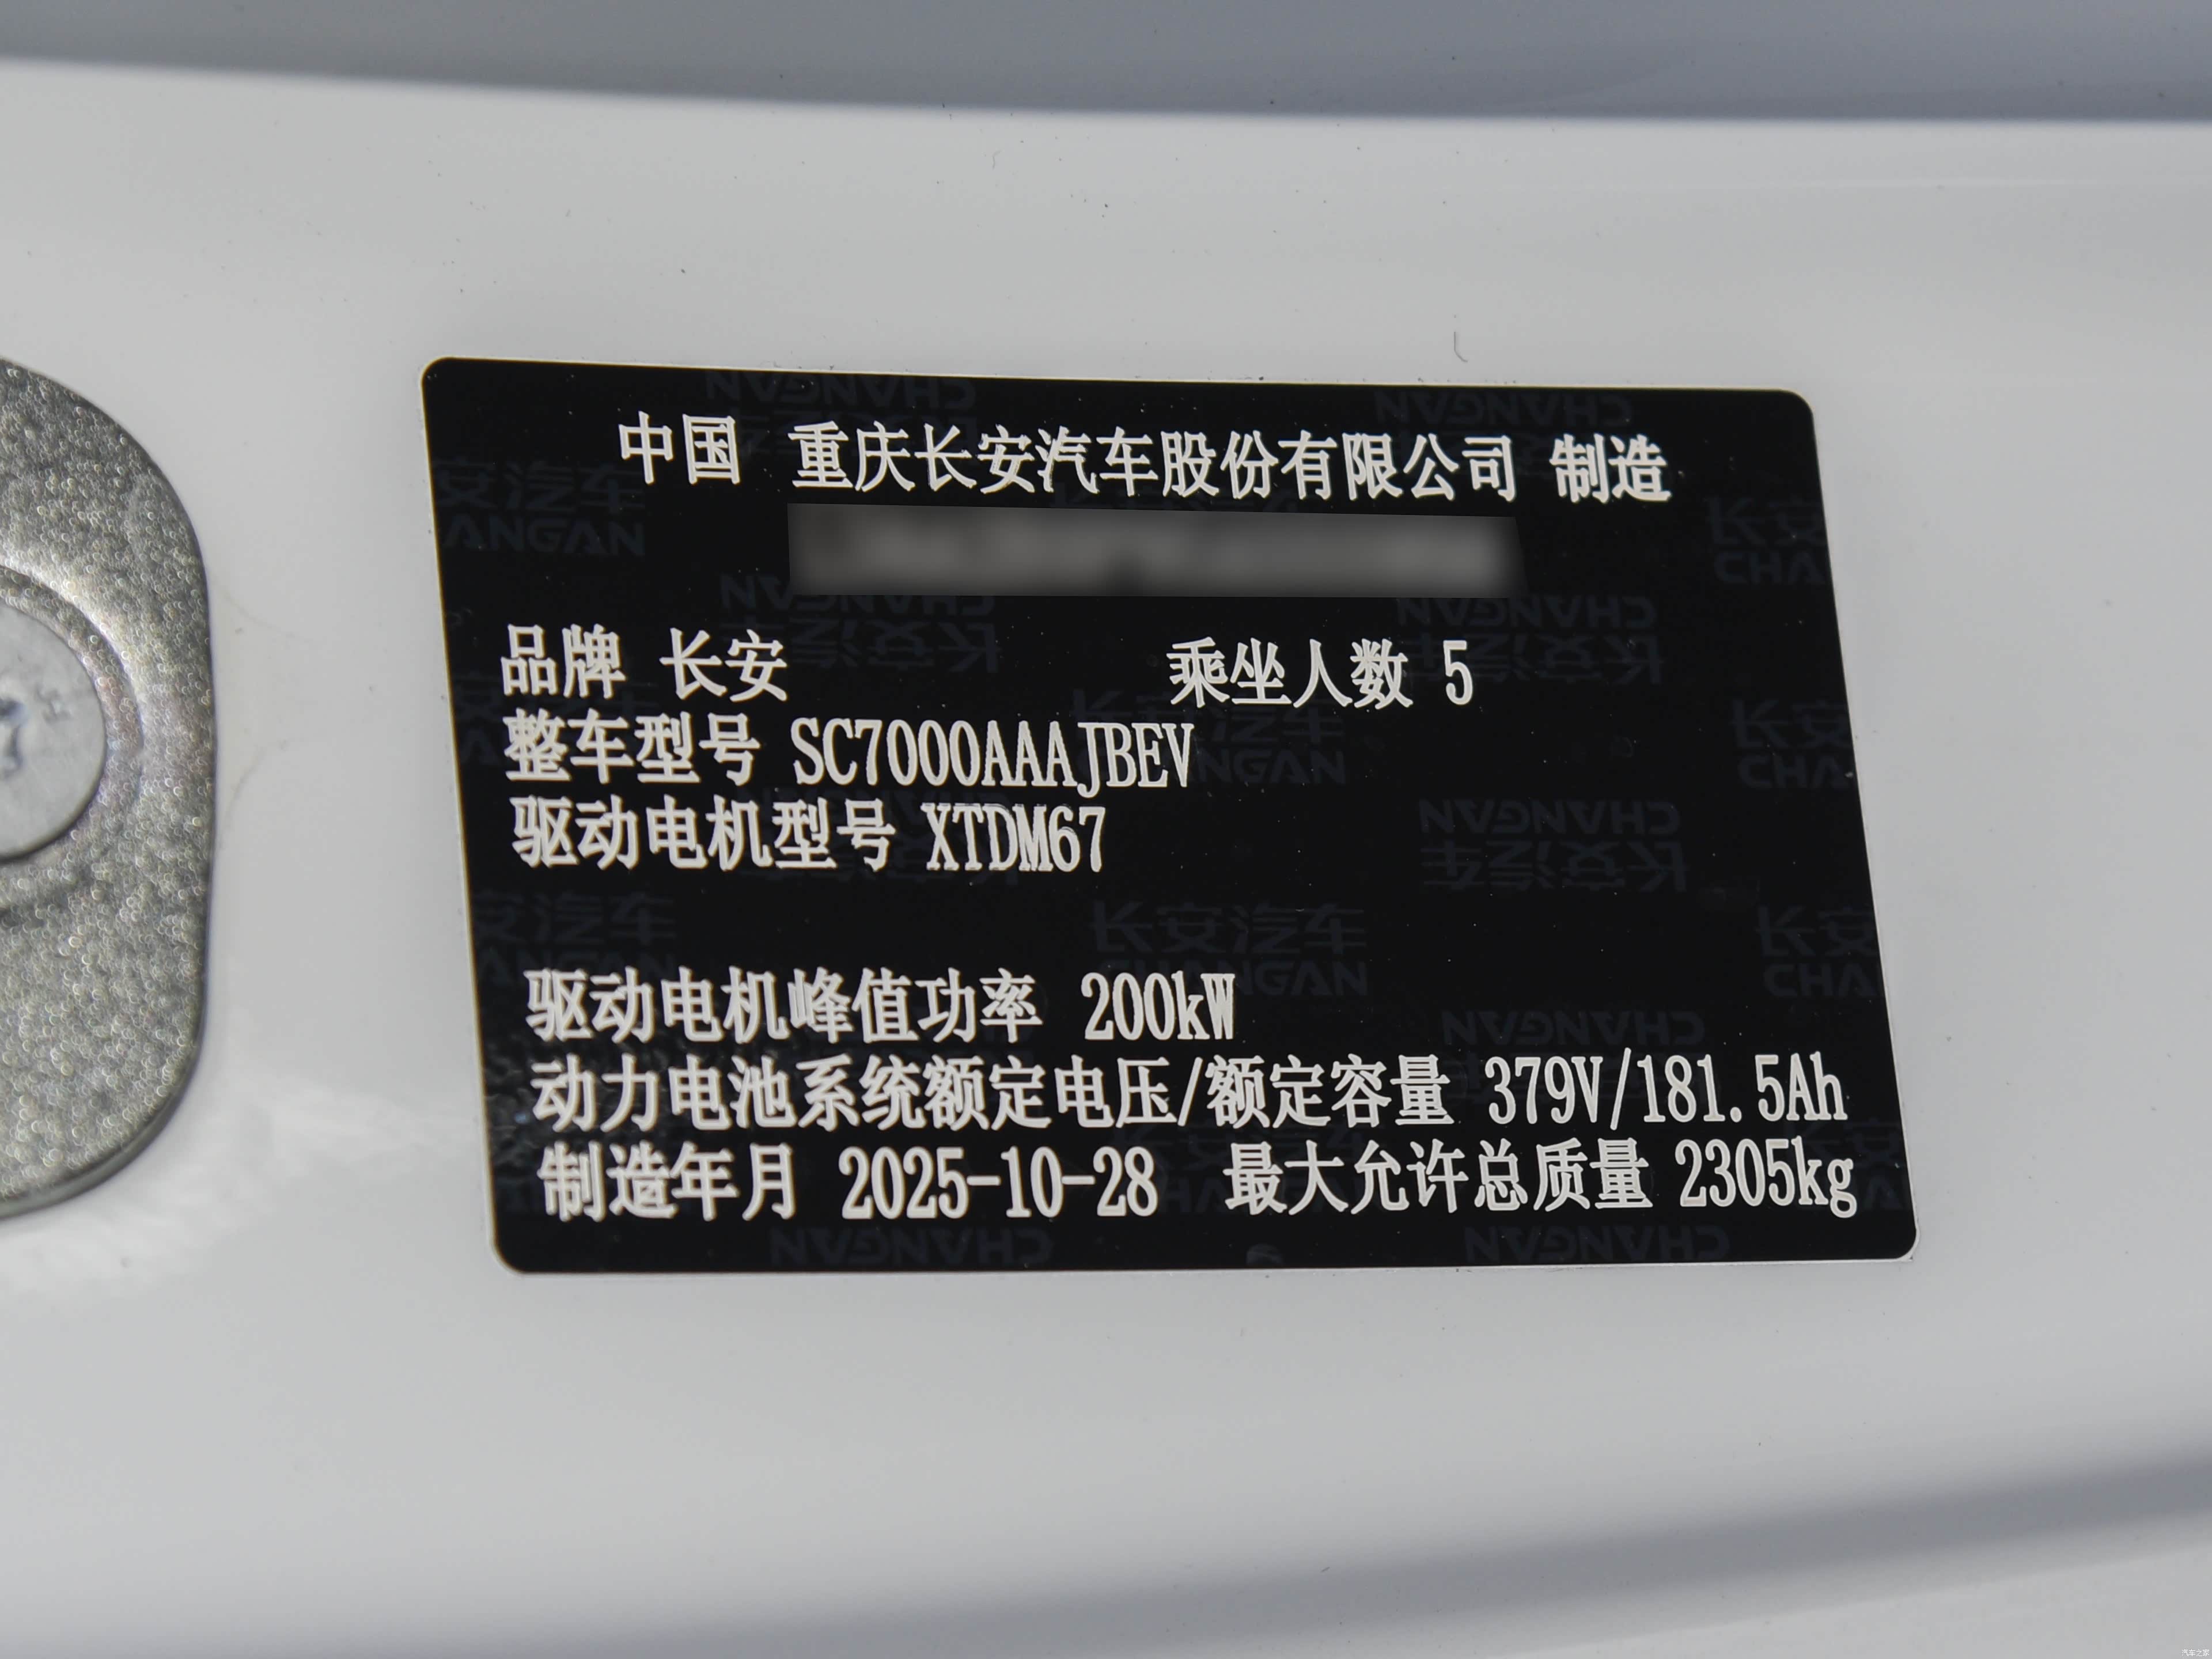 中国 重庆长安汽车股份有限公司 制造
品牌 长安 乘坐人数 5
整车型号 SC7000AAAJBEV
驱动电机型号 XTDM67
驱动电机峰值功率 200kW
动力电池系统额定电压/额定容量 379V/181.5Ah
制造年月 2025-10-28 最大允许总质量 2305kg
汽车之家